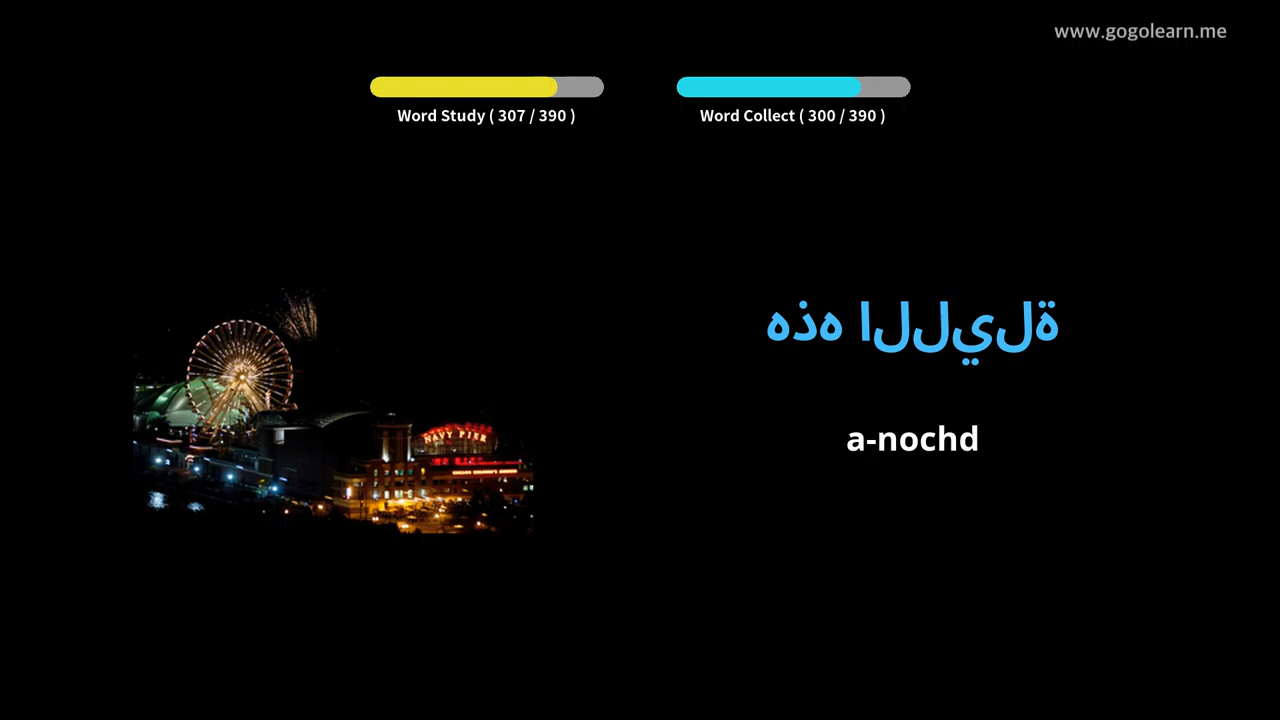 www.gogolearn.me
Word Study ( 307 / 390 )
Word Collect ( 300 / 390 )
هذه الليلة
a-nochd
NAVY PIER